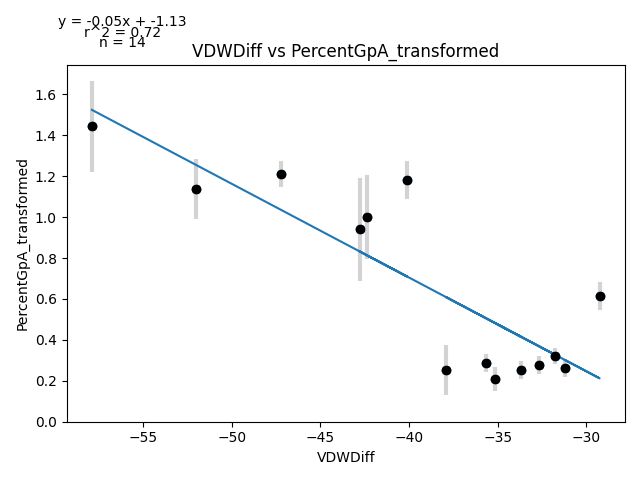 y = -0.05x + -1.13
r^2 = 0.72
n = 14
VDWDiff vs PercentGpA_transformed
PercentGpA_transformed
1.6
1.4
1.2
1.0
0.8
0.6
0.4
0.2
0.0
−55
−50
−45
−40
−35
−30
VDWDiff